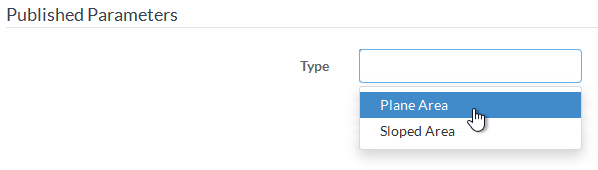 Published Parameters
Type
Plane Area
Sloped Area